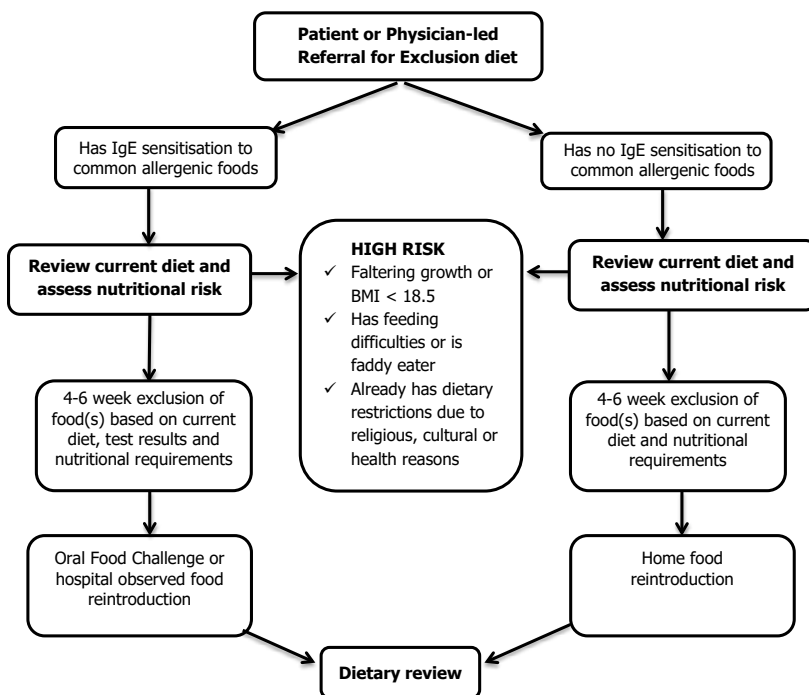 Patient or Physician-led
Referral for Exclusion diet
Has IgE sensitisation to
common allergenic foods
Has no IgE sensitisation to
common allergenic foods
Review current diet and
assess nutritional risk
HIGH RISK
✓ Faltering growth or
BMI < 18.5
✓ Has feeding
difficulties or is
faddy eater
✓ Already has dietary
restrictions due to
religious, cultural or
health reasons
Review current diet and
assess nutritional risk
4-6 week exclusion of
food(s) based on current
diet, test results and
nutritional requirements
4-6 week exclusion of
food(s) based on current
diet and nutritional
requirements
Oral Food Challenge or
hospital observed food
reintroduction
Home food
reintroduction
Dietary review